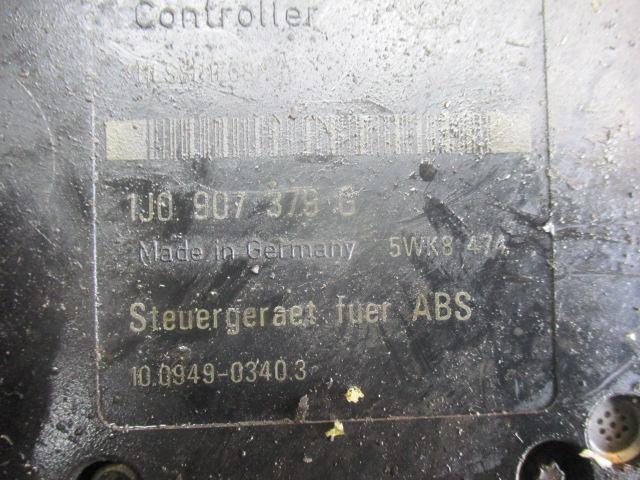 Controller
1J0 907 379 G
Made in Germany 5WK8 474
Steuergeraet fuer ABS
10.0949-0340.3